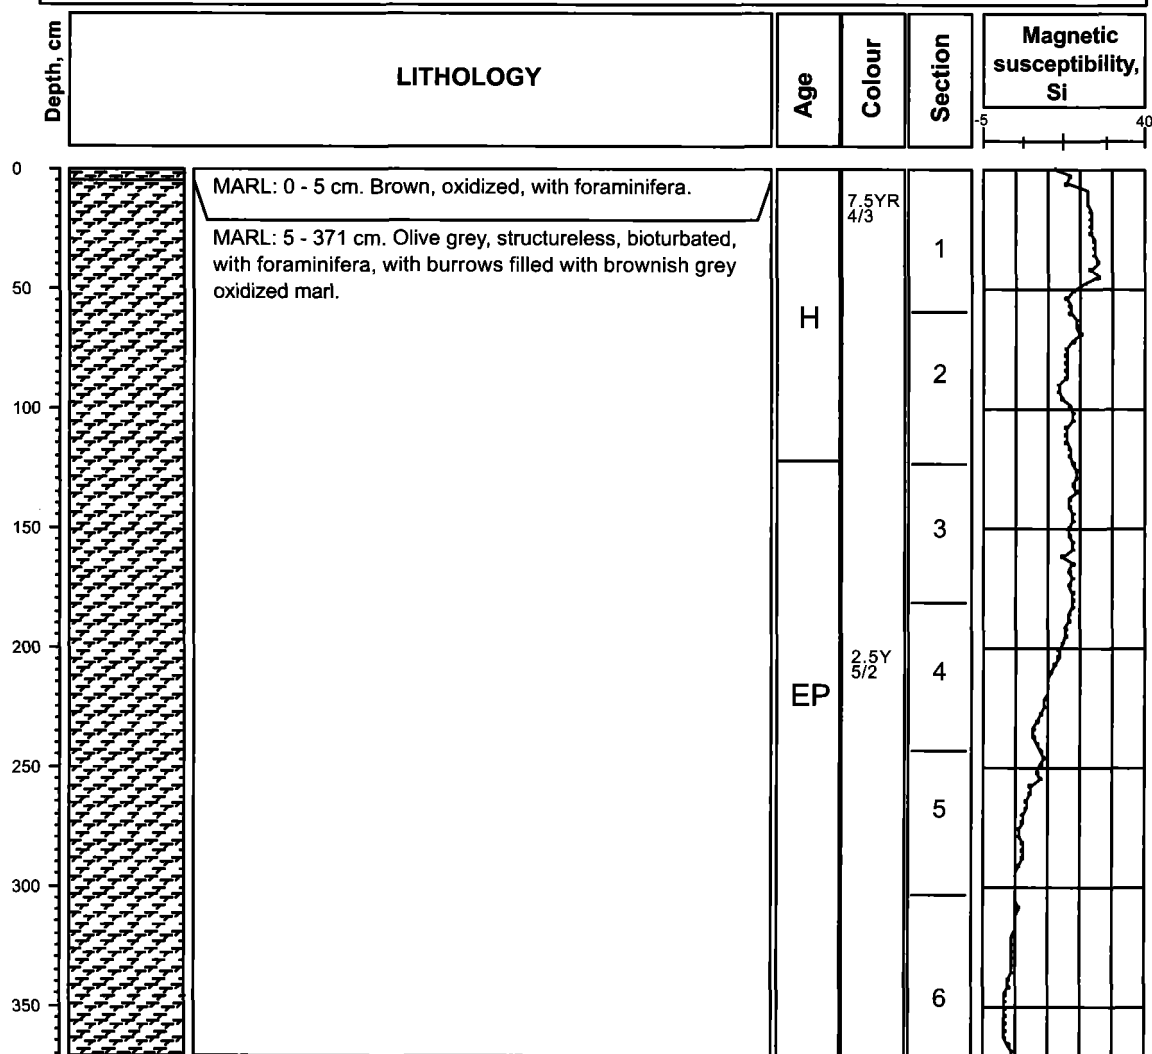 Depth, cm
LITHOLOGY
Age
Colour
Section
Magnetic
susceptibility,
Si
-5
40
0
50
100
150
200
250
300
350
MARL: 0 - 5 cm. Brown, oxidized, with foraminifera.
MARL: 5 - 371 cm. Olive grey, structureless, bioturbated,
with foraminifera, with burrows filled with brownish grey
oxidized marl.
H
EP
7.5YR
4/3
2.5Y
5/2
1
2
3
4
5
6